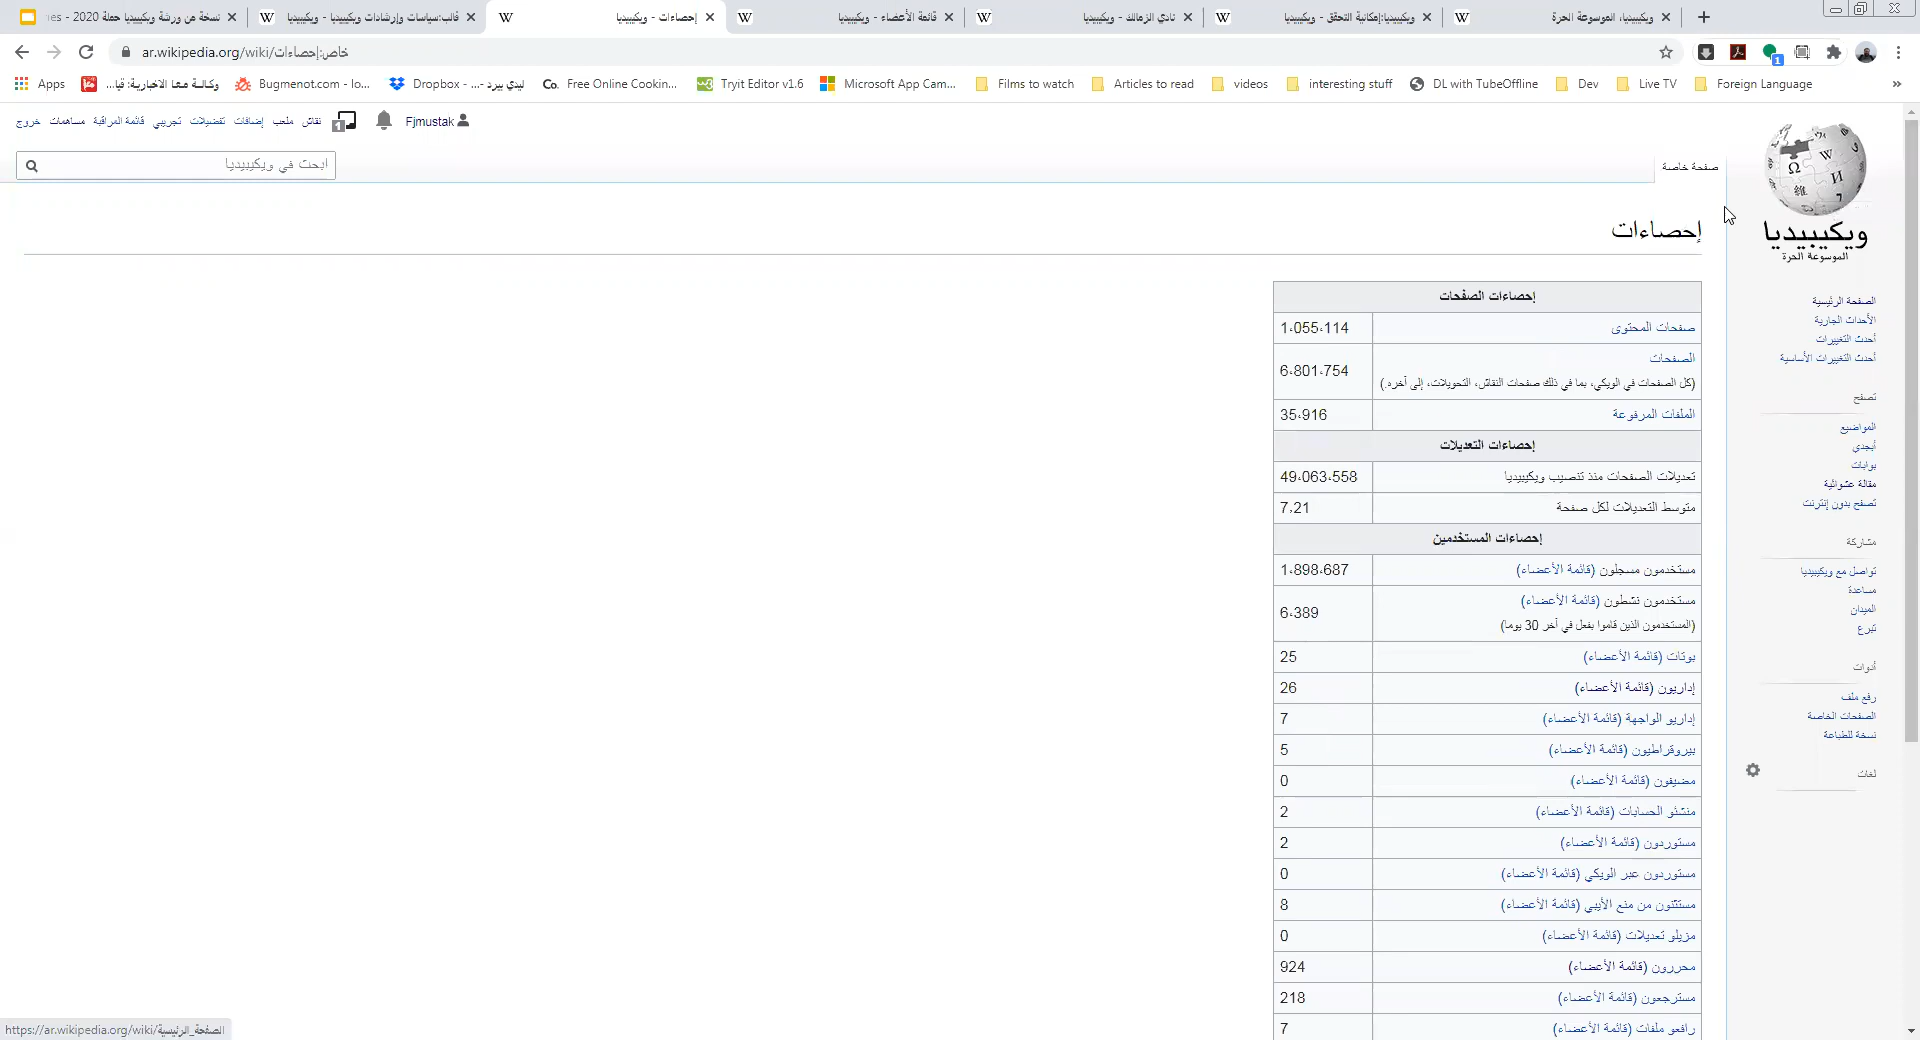 نسخة من ورشة ويكيبيديا حملة 2020 - nes
قالب:سياسات وإرشادات ويكيبيديا - ويكيبيديا
إحصاءات - ويكيبيديا
قائمة الأعضاء - ويكيبيديا
نادي الزمالك - ويكيبيديا
ويكيبيديا:إمكانية التحقق - ويكيبيديا
ويكيبيديا، الموسوعة الحرة
ar.wikipedia.org/wiki/خاص:إحصاءات
Apps
وكالة معا الاخبارية: قيا...
Bugmenot.com - lo...
Dropbox - ...ليدي بيرد -
Free Online Cookin...
Tryit Editor v1.6
Microsoft App Cam...
Films to watch
Articles to read
videos
interesting stuff
DL with TubeOffline
Dev
Live TV
Foreign Language
»
Fjmustak
1
نقاش ملعب إضافات تفضيلات تجريبي قائمة المراقبة مساهمات خروج
صفحة خاصة
ابحث في ويكيبيديا
ويكيبيديا
الموسوعة الحرة
إحصاءات
إحصاءات الصفحات
صفحات المحتوى 1،055،114
الصفحات
(كل الصفحات في الويكي، بما في ذلك صفحات النقاش، التحويلات، إلى آخره.) 6،801،754
الملفات المرفوعة 35،916
إحصاءات التعديلات
تعديلات الصفحات منذ تنصيب ويكيبيديا 49،063،558
متوسط التعديلات لكل صفحة 7٫21
إحصاءات المستخدمين
مستخدمون مسجلون (قائمة الأعضاء) 1،898،687
مستخدمون نشطون (قائمة الأعضاء)
(المستخدمون الذين قاموا بفعل في آخر 30 يوما) 6،389
بوتات (قائمة الأعضاء) 25
إداريون (قائمة الأعضاء) 26
إداريو الواجهة (قائمة الأعضاء) 7
بيروقراطيون (قائمة الأعضاء) 5
مضيفون (قائمة الأعضاء) 0
منشئو الحسابات (قائمة الأعضاء) 2
مستوردون (قائمة الأعضاء) 2
مستوردون عبر الويكي (قائمة الأعضاء) 0
مستثنون من منع الأيبي (قائمة الأعضاء) 8
مزيلو تعديلات (قائمة الأعضاء) 0
محررون (قائمة الأعضاء) 924
مسترجعون (قائمة الأعضاء) 218
رافعو ملفات (قائمة الأعضاء) 7
الصفحة الرئيسية
الأحداث الجارية
أحدث التغييرات
أحدث التغييرات الأساسية
تصفح
المواضيع
أبجدي
بوابات
مقالة عشوائية
تصفح بدون إنترنت
مشاركة
تواصل مع ويكيبيديا
مساعدة
الميدان
تبرع
أدوات
رفع ملف
الصفحات الخاصة
نسخة للطباعة
لغات
https://ar.wikipedia.org/wiki/الصفحة_الرئيسية